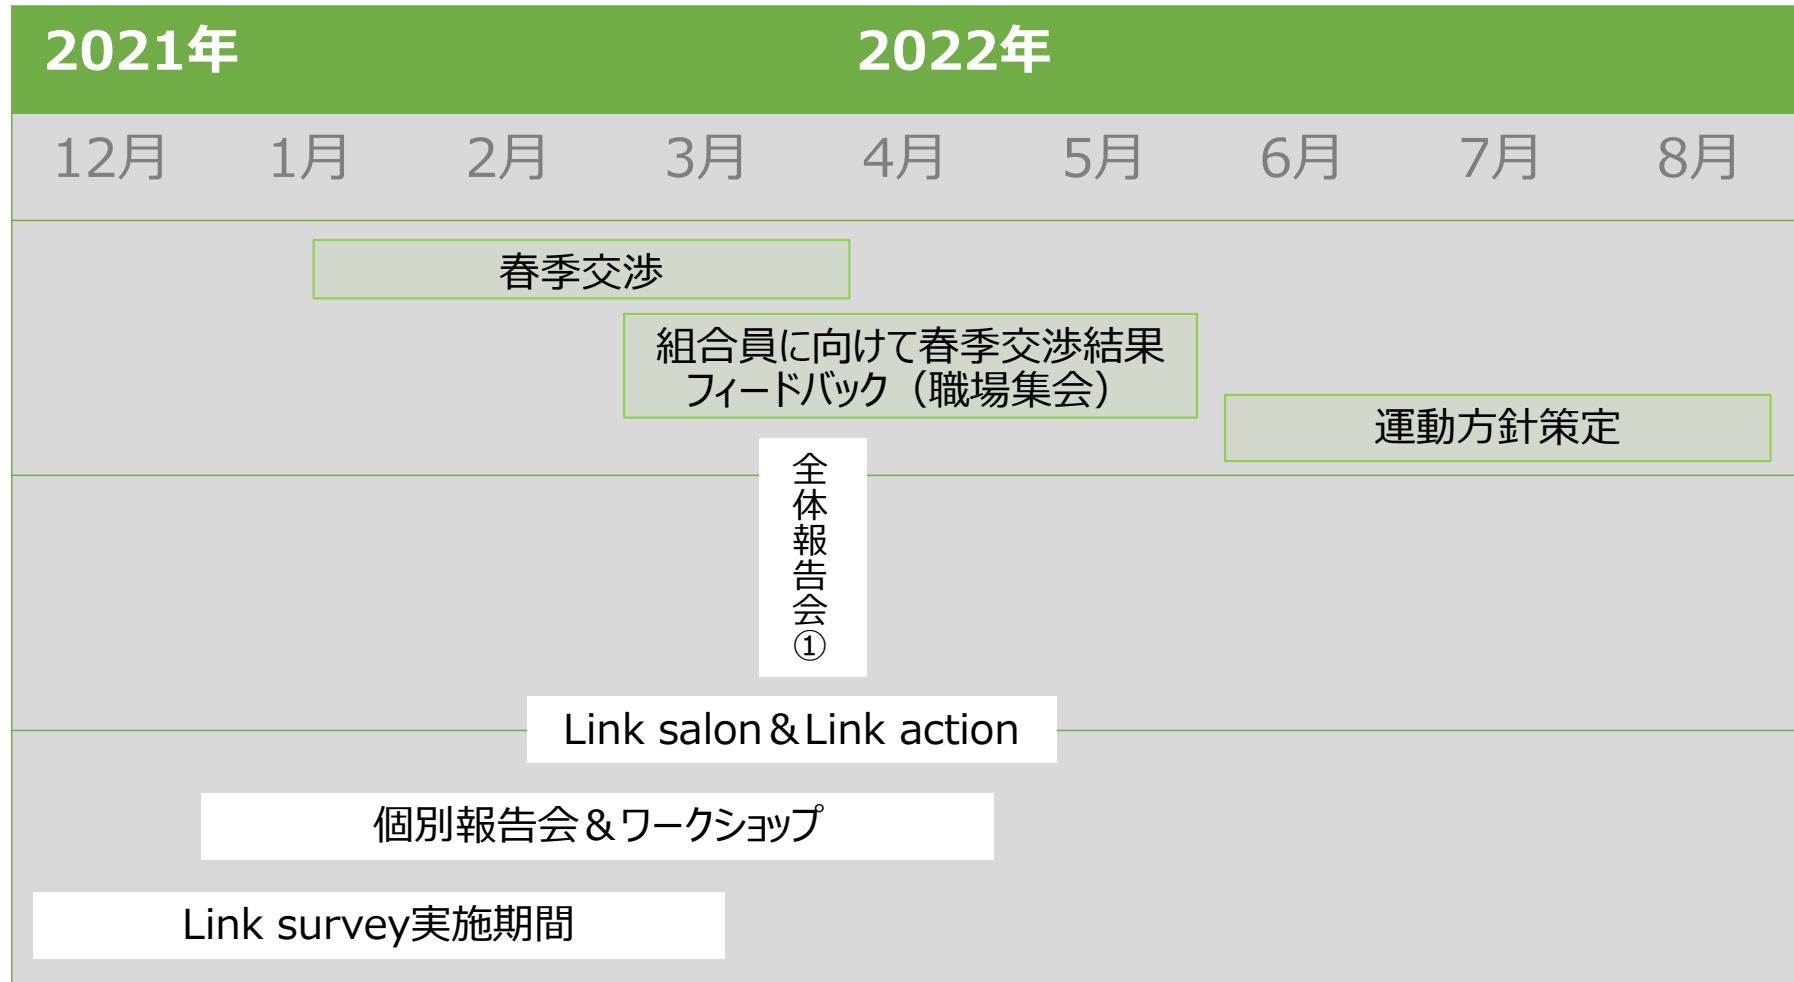 2021年 2022年
12月 1月 2月 3月 4月 5月 6月 7月 8月
春季交渉
組合員に向けて春季交渉結果
フィードバック（職場集会）
運動方針策定
全体報告会①
Link salon＆Link action
個別報告会＆ワークショップ
Link survey実施期間